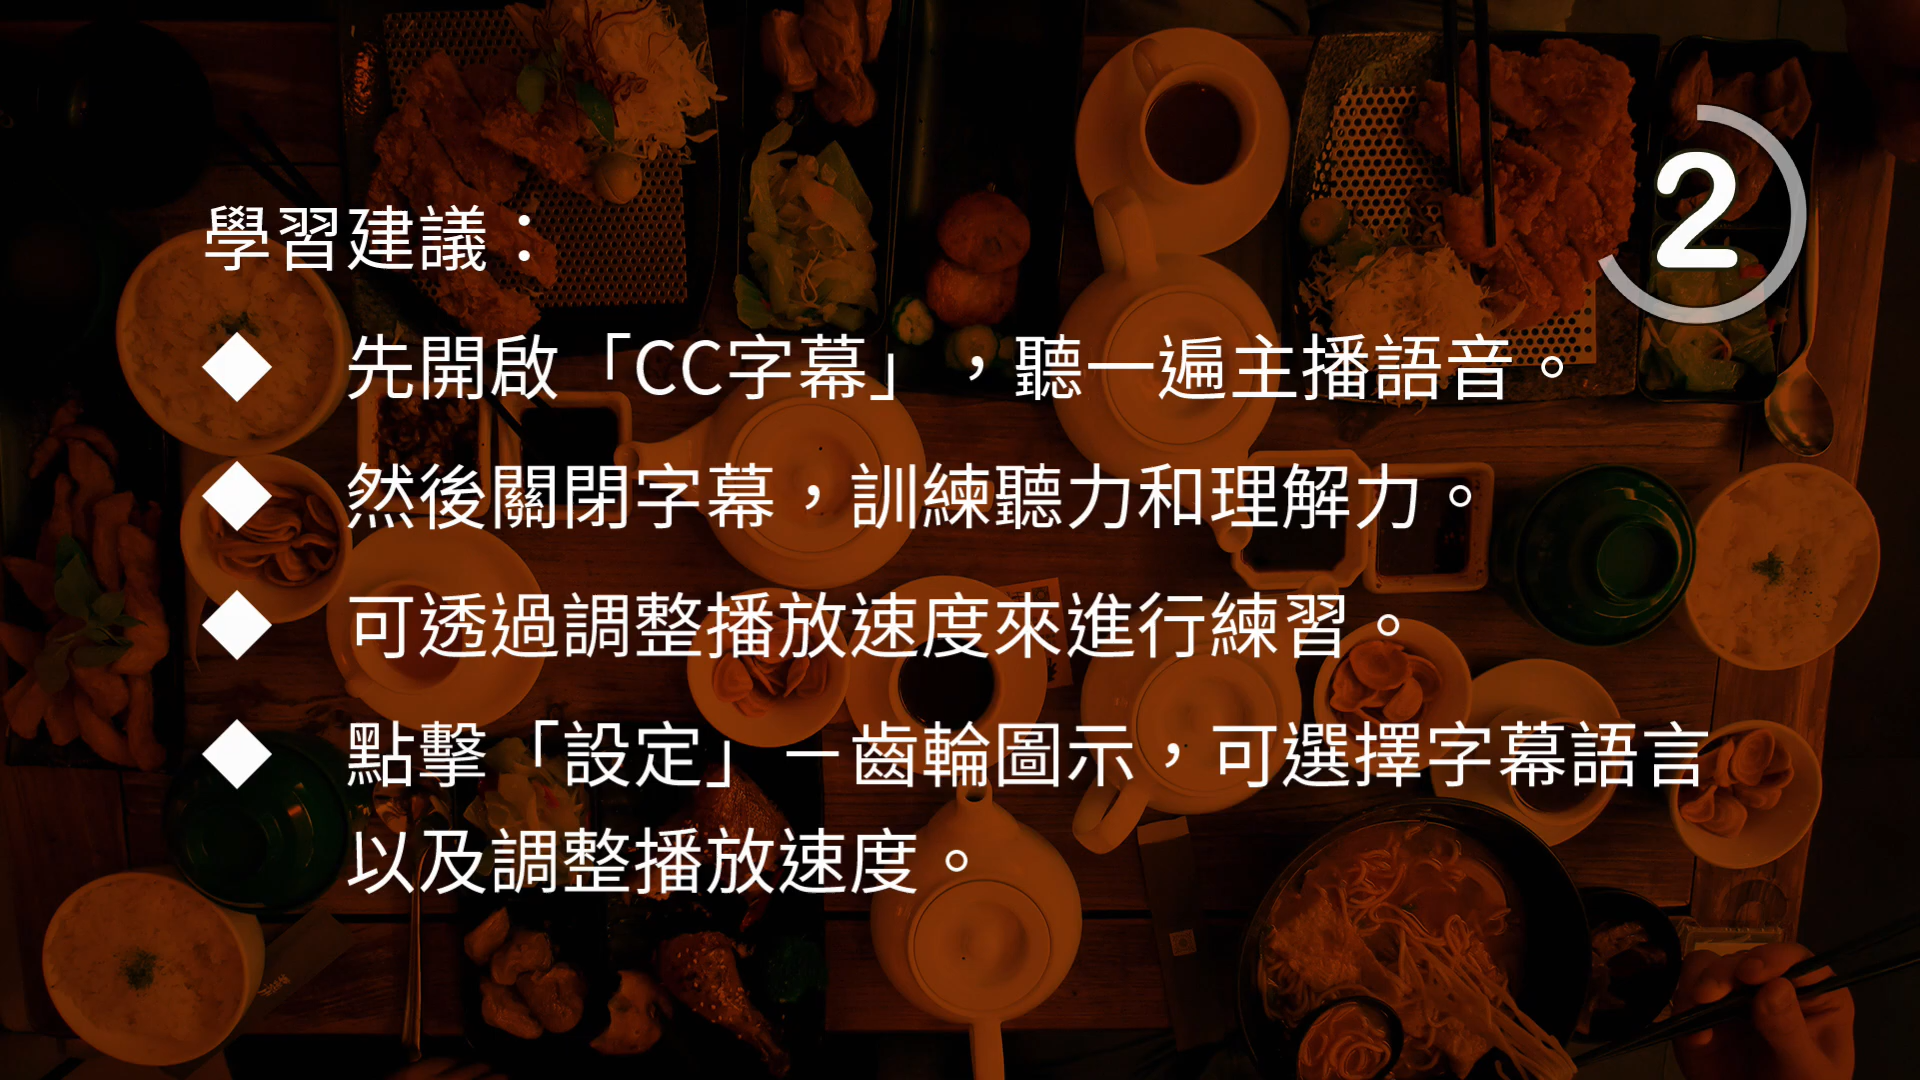 學習建議：
2
◆ 先開啟「CC字幕」，聽一遍主播語音。
◆ 然後關閉字幕，訓練聽力和理解力。
◆ 可透過調整播放速度來進行練習。
◆ 點擊「設定」－齒輪圖示，可選擇字幕語言
以及調整播放速度。